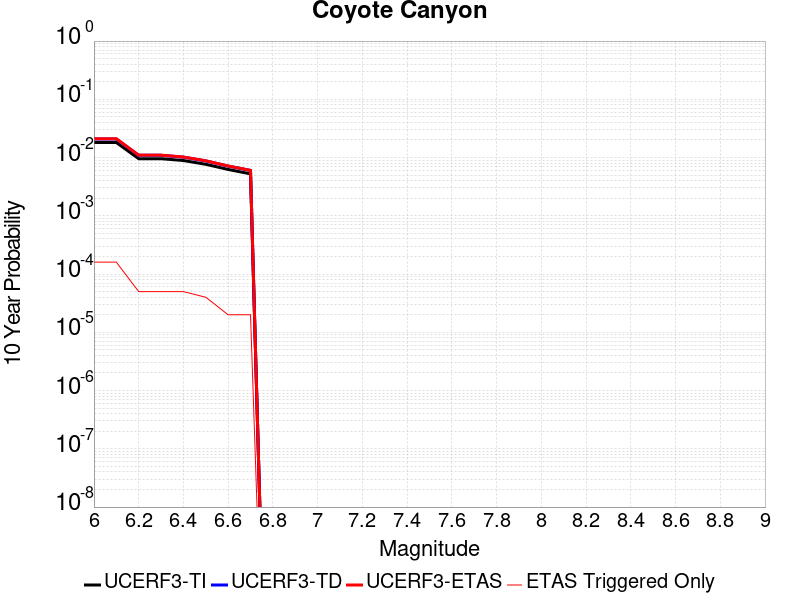 Coyote Canyon
10^0
10^-1
10^-2
10^-3
10^-4
10^-5
10^-6
10^-7
10^-8
10 Year Probability
6 6.2 6.4 6.6 6.8 7 7.2 7.4 7.6 7.8 8 8.2 8.4 8.6 8.8 9
Magnitude
UCERF3-TI UCERF3-TD UCERF3-ETAS ETAS Triggered Only